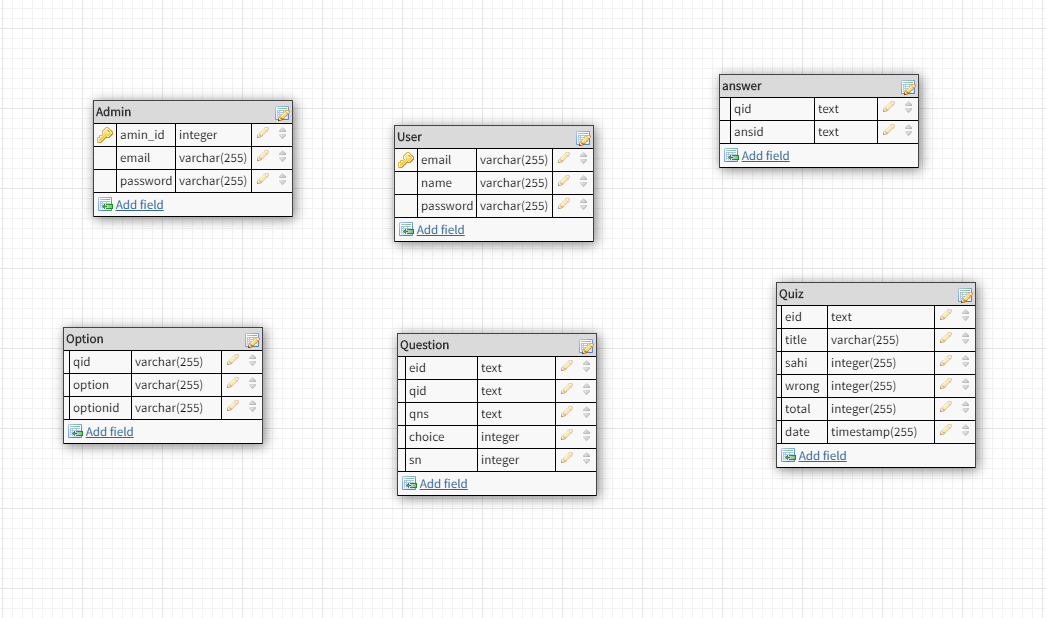 Admin
amin_id integer
email varchar(255)
password varchar(255)
Add field
User
email varchar(255)
name varchar(255)
password varchar(255)
Add field
answer
qid text
ansid text
Add field
Option
qid varchar(255)
option varchar(255)
optionid varchar(255)
Add field
Question
eid text
qid text
qns text
choice integer
sn integer
Add field
Quiz
eid text
title varchar(255)
sahi integer(255)
wrong integer(255)
total integer(255)
date timestamp(255)
Add field